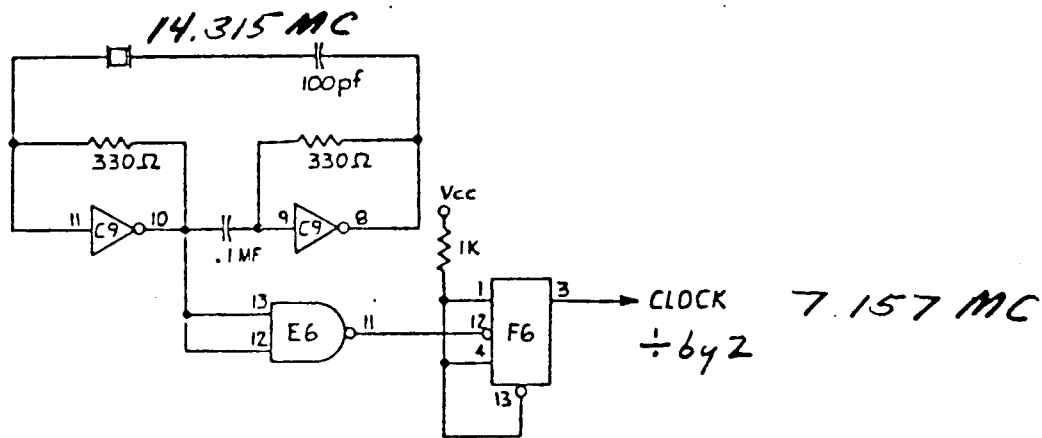 14.315 MC
100pf
330Ω 330Ω
11 C9 10 9 C9 8
.1MF
Vcc
1K
13 12 E6 11
1 12 4 13 F6 3
CLOCK 7.157 MC
÷ by 2